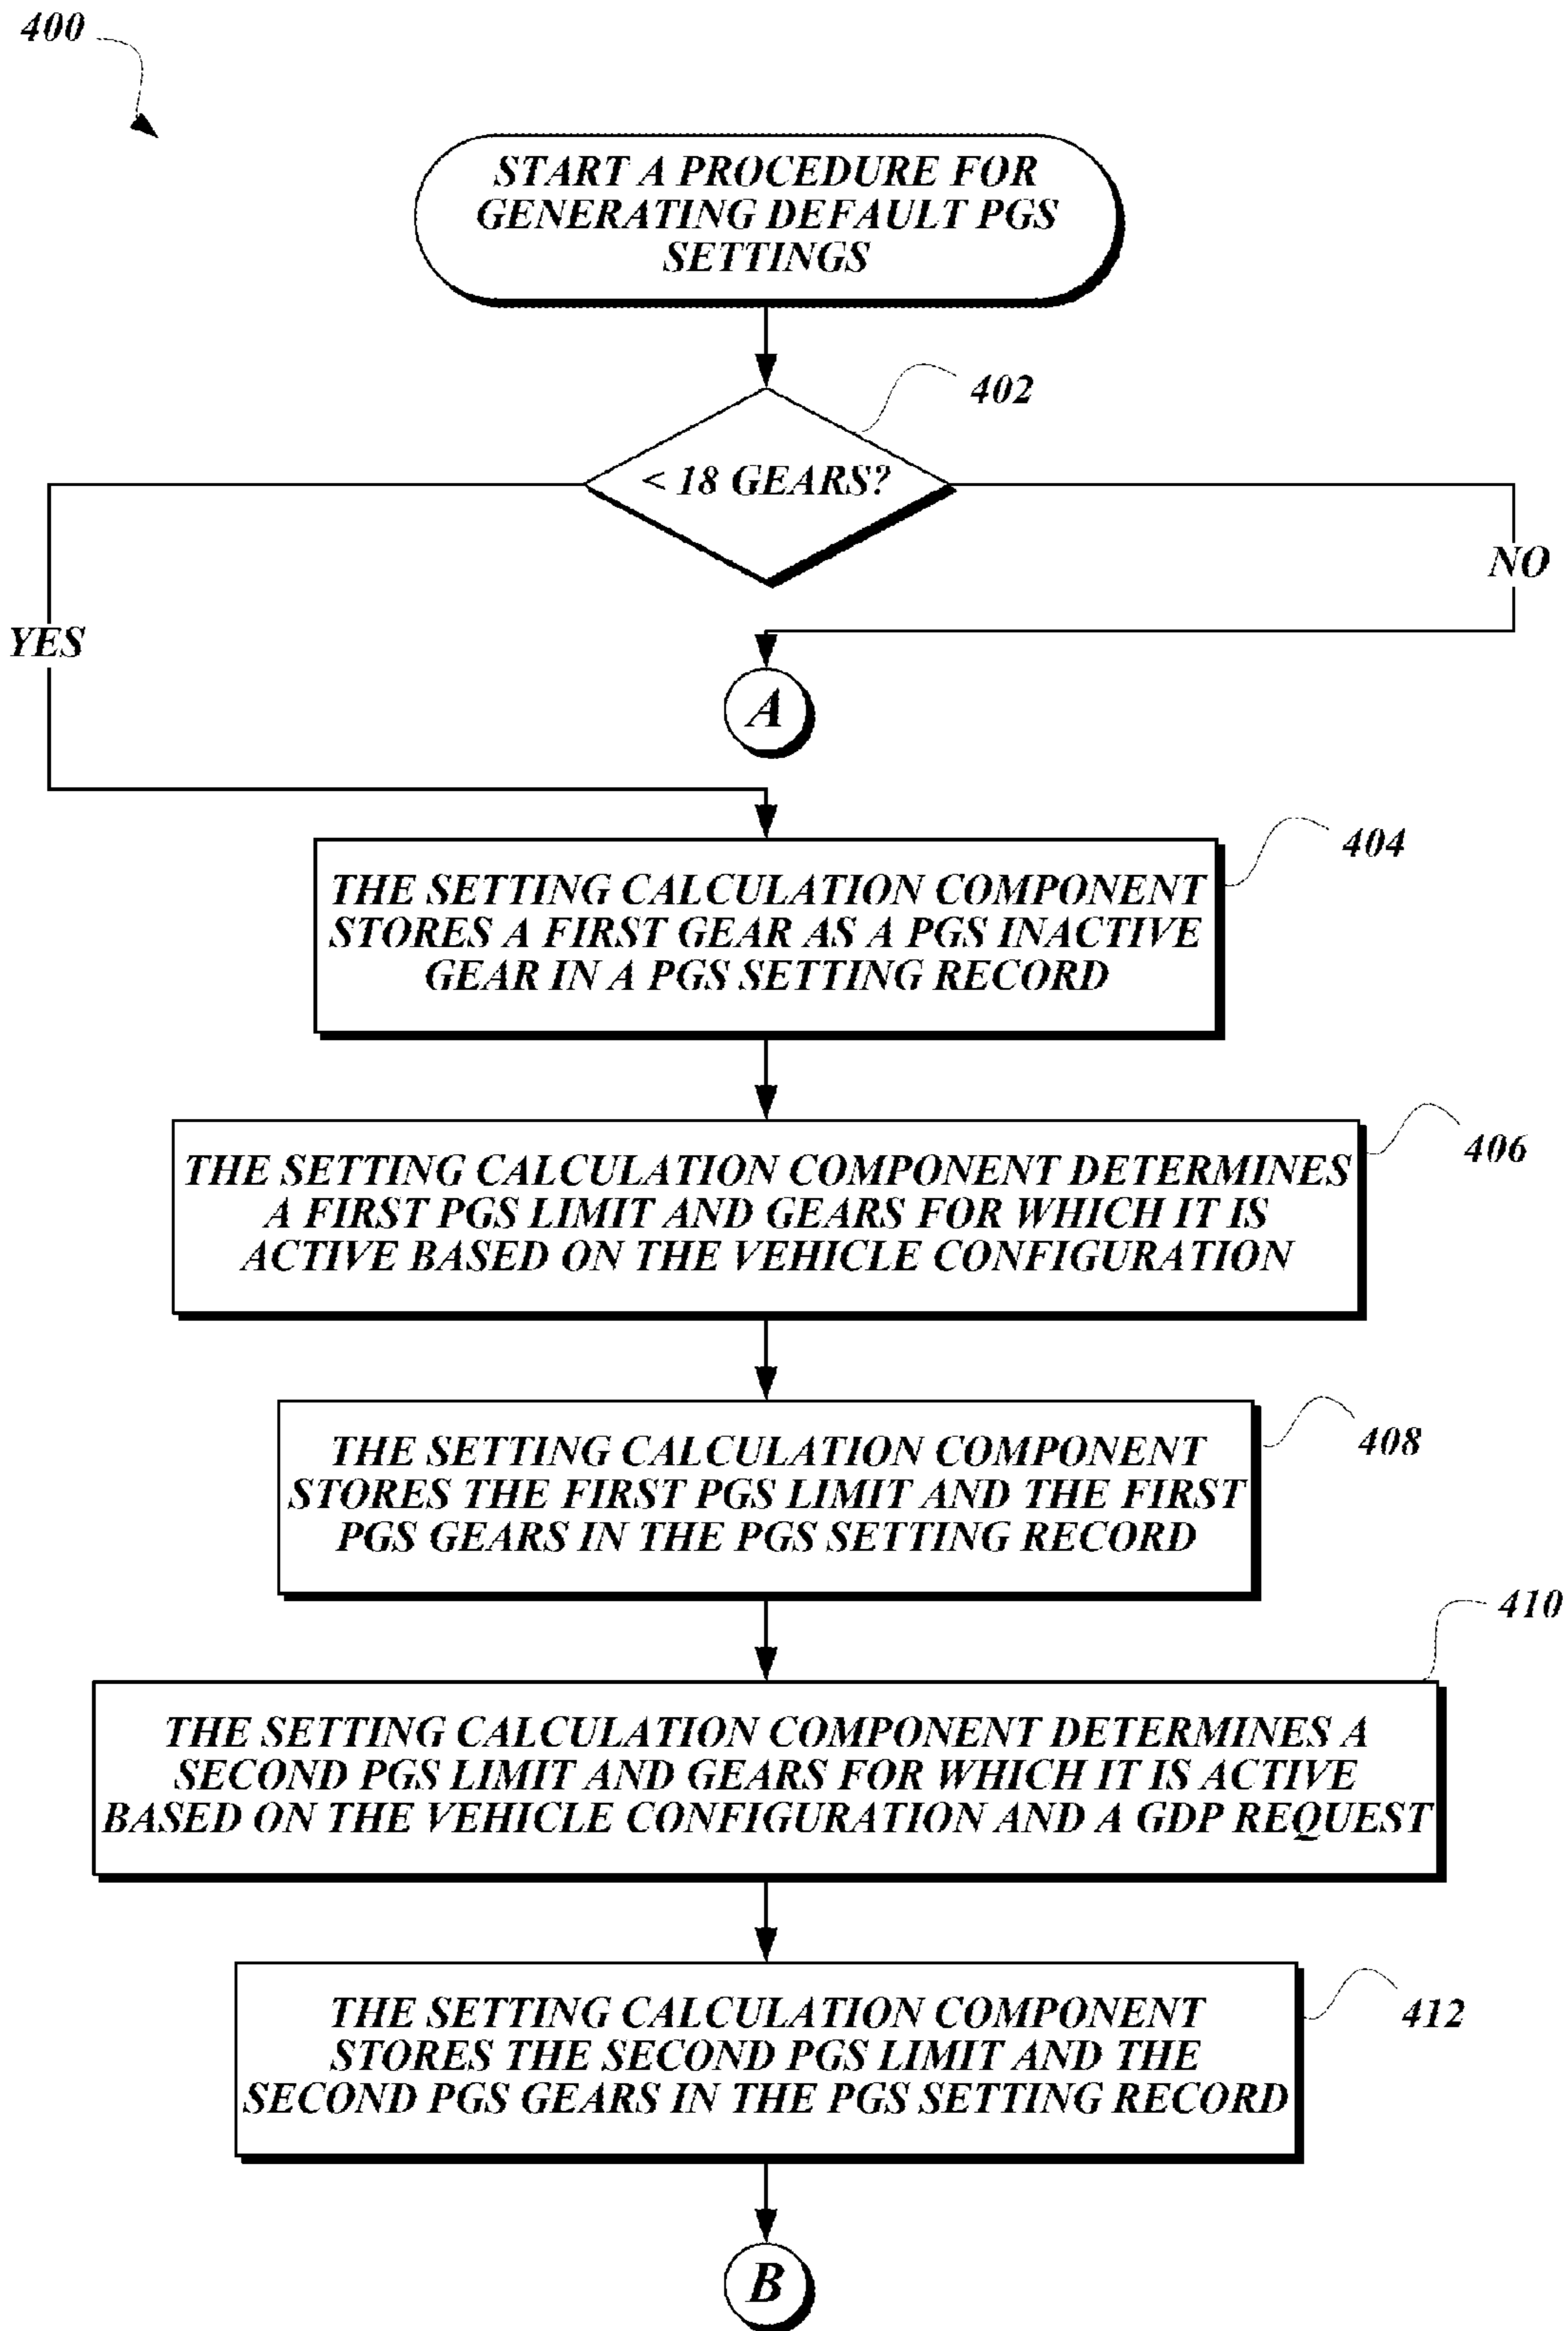 400
START A PROCEDURE FOR
GENERATING DEFAULT PGS
SETTINGS
402
< 18 GEARS?
NO
YES
A
404
THE SETTING CALCULATION COMPONENT
STORES A FIRST GEAR AS A PGS INACTIVE
GEAR IN A PGS SETTING RECORD
406
THE SETTING CALCULATION COMPONENT DETERMINES
A FIRST PGS LIMIT AND GEARS FOR WHICH IT IS
ACTIVE BASED ON THE VEHICLE CONFIGURATION
408
THE SETTING CALCULATION COMPONENT
STORES THE FIRST PGS LIMIT AND THE FIRST
PGS GEARS IN THE PGS SETTING RECORD
410
THE SETTING CALCULATION COMPONENT DETERMINES A
SECOND PGS LIMIT AND GEARS FOR WHICH IT IS ACTIVE
BASED ON THE VEHICLE CONFIGURATION AND A GDP REQUEST
412
THE SETTING CALCULATION COMPONENT
STORES THE SECOND PGS LIMIT AND THE
SECOND PGS GEARS IN THE PGS SETTING RECORD
B